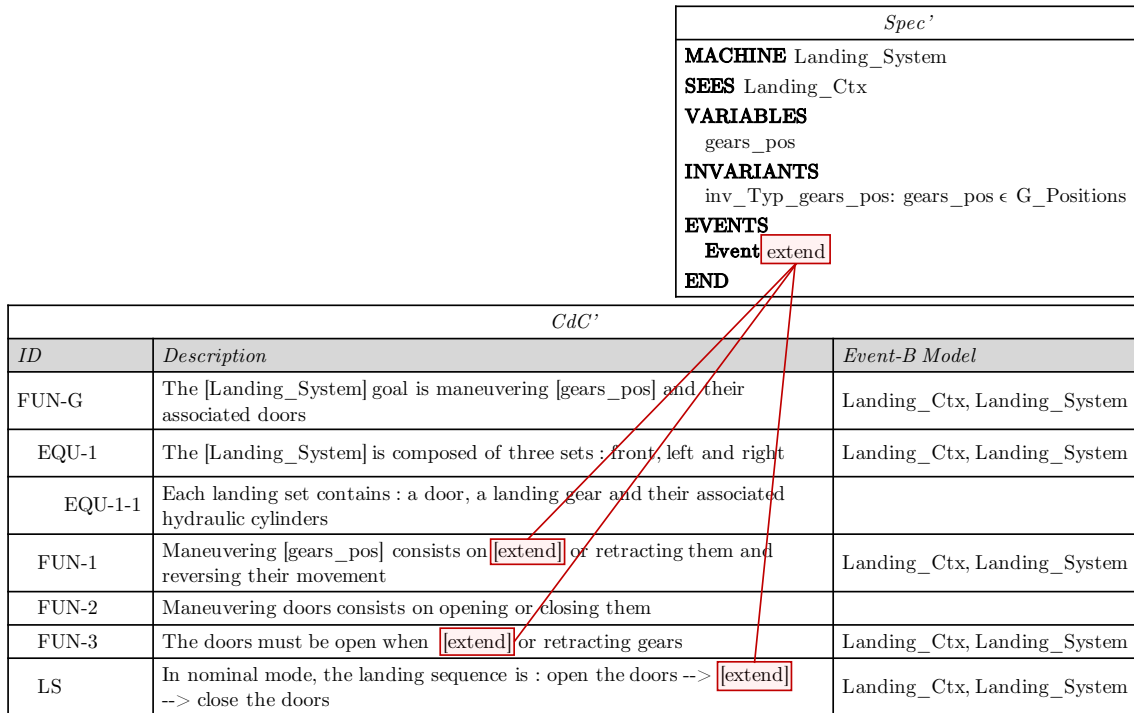 Spec’
MACHINE Landing_System
SEES Landing_Ctx
VARIABLES
gears_pos
INVARIANTS
inv_Typ_gears_pos: gears_pos ϵ G_Positions
EVENTS
Event extend
END
CdC’
ID Description Event-B Model
FUN-G The [Landing_System] goal is maneuvering [gears_pos] and their
associated doors Landing_Ctx, Landing_System
EQU-1 The [Landing_System] is composed of three sets : front, left and right Landing_Ctx, Landing_System
EQU-1-1 Each landing set contains : a door, a landing gear and their associated
hydraulic cylinders
FUN-1 Maneuvering [gears_pos] consists on [extend] or retracting them and
reversing their movement Landing_Ctx, Landing_System
FUN-2 Maneuvering doors consists on opening or closing them
FUN-3 The doors must be open when [extend] or retracting gears Landing_Ctx, Landing_System
LS In nominal mode, the landing sequence is : open the doors --> [extend]
--> close the doors Landing_Ctx, Landing_System